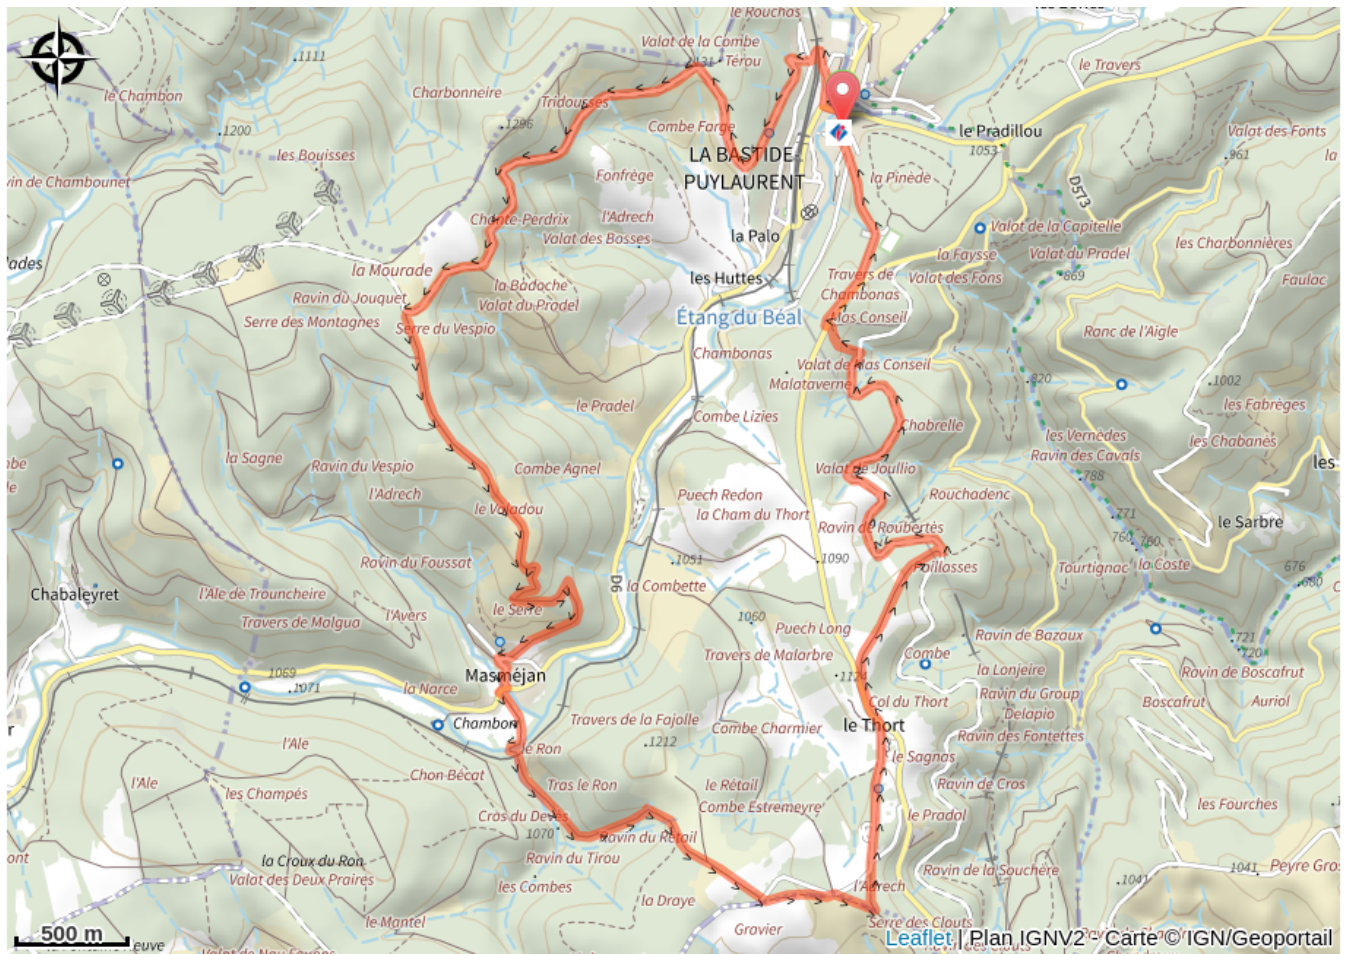 le Rouchas
Valat de la Combe
Térou
.1111
le Chambon
Charbonneire
Tridousses
le Travers
.1296
.1200
Combe Farge
le Pradillou
1053
Valat des Fonts
.961
la
les Bouisses
LA BASTIDE
PUYLAURENT
Fonfrège
la Pinède
D573
vin de Chambounet
Chante-Perdrix
l'Adrech
Valat des Bosses
la Palo
Valat de la Capitelle
les Charbonnières
la Faysse
Valat du Pradel
lades
la Mourade
les Huttes
Travers de
Chambonas
Valat des Fons
.869
Faulac
la Badoche
Valat du Prodel
Ravin du Jouquet
Serre des Montagnes
Serre du Vespio
Étang du Béal
Mas Conseil
Ranc de l'Aigle
Chambonas
Valat de Mas Conseil
Malataverne
.820
.1002
le Pradel
Combe Lizies
les Fabrèges
Chabrelle
les Vernèdes
les Chabanès
Ravin des Cavals
la Sagne
Ravin du Vespio
Combe Agnel
Valat de Joullio
.788
les
l'Adrech
le Valadou
Puech Redon
la Cham du Thort
Rouchadenc
.771
le Sarbre
Ravin de Roubertès
760
.760
Ravin du Foussat
.1051
.1090
Tourtignac
la Coste
676
.680
Chabaleyret
l'Ale de Trouncheire
D6
la Combette
l'Avers
le Serre
1060
Travers de Malgua
Puech Long
Ravin de Bazoux
.721
.720
Travers de Malarbre
Combe
1069
Masméjan
la Lonjeire
Ravin de Boscafrut
.1071
la Narce
Col du Thort
Ravin du Group
Delapio
Boscafrut
Auriol
Chambon
Travers de la Fajolle
Combe Charmier
le Thort
Ravin des Fontettes
l'Ale
le Ron
.1212
le Sagnas
l'Ale
Chon Bécat
Tras le Ron
le Rétail
Ravin de Cros
les Champés
Combe Estremeyre
les Fourches
Cros du Devès
1070
Ravin du Rétail
le Pradal
la Croux du Ron
Ravin du Tirou
Ravin de la Souchère
1041
Peyre Gros
Valat des Deux Praires
les Combes
l'Adrech
.1041
la Draye
le Mantel
Gravier
Serre des Clouts
500 m
Leaflet | Plan IGNV2 - Carte © IGN/Geoportail